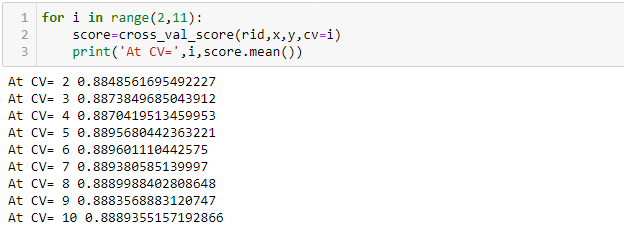 1 for i in range(2,11):
2     score=cross_val_score(rid,x,y,cv=i)
3     print('At CV=',i,score.mean())
At CV= 2 0.8848561695492227
At CV= 3 0.8873849685043912
At CV= 4 0.8870419513459953
At CV= 5 0.8895680442363221
At CV= 6 0.889601110442575
At CV= 7 0.889380585139997
At CV= 8 0.8889988402808648
At CV= 9 0.8883568883120747
At CV= 10 0.8889355157192866